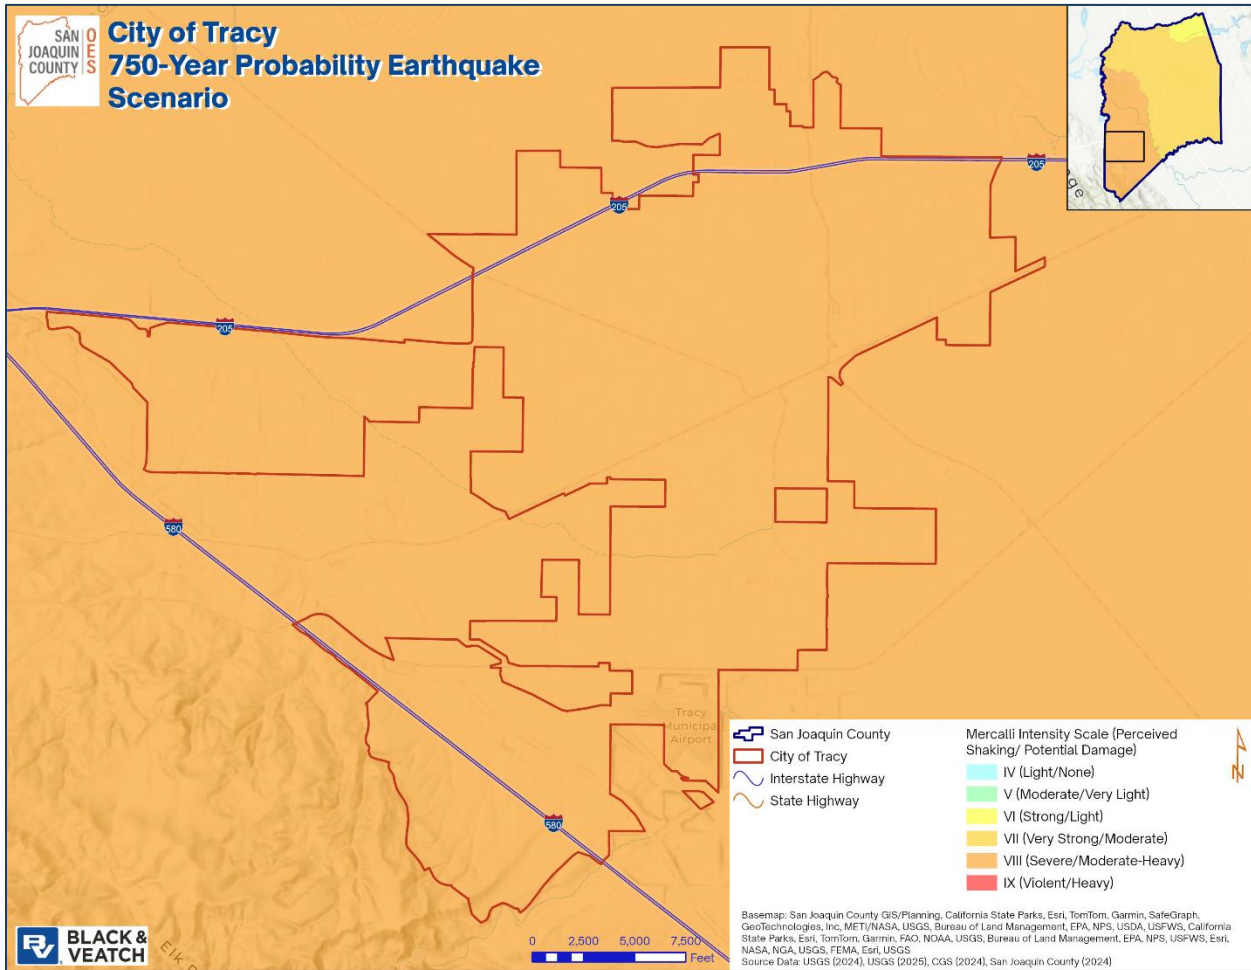 SAN
JOAQUIN
COUNTY
OES
City of Tracy
750-Year Probability Earthquake
Scenario
205
205
205
580
580
Tracy
Municipal
Airport
San Joaquin County
City of Tracy
Interstate Highway
State Highway
Mercalli Intensity Scale (Perceived
Shaking/ Potential Damage)
IV (Light/None)
V (Moderate/Very Light)
VI (Strong/Light)
VII (Very Strong/Moderate)
VIII (Severe/Moderate-Heavy)
IX (Violent/Heavy)
N
Basemap: San Joaquin County GIS/Planning, California State Parks, Esri, TomTom, Garmin, SafeGraph,
GeoTechnologies, Inc, METI/NASA, USGS, Bureau of Land Management, EPA, NPS, USDA, USFWS, California
State Parks, Esri, TomTom, Garmin, FAO, NOAA, USGS, Bureau of Land Management, EPA, NPS, USFWS, Esri,
NASA, NGA, USGS, FEMA, Esri, USGS
Source Data: USGS (2024), USGS (2025), CGS (2024), San Joaquin County (2024)
BV
BLACK &
VEATCH
Elk
0 2,500 5,000 7,500
Feet